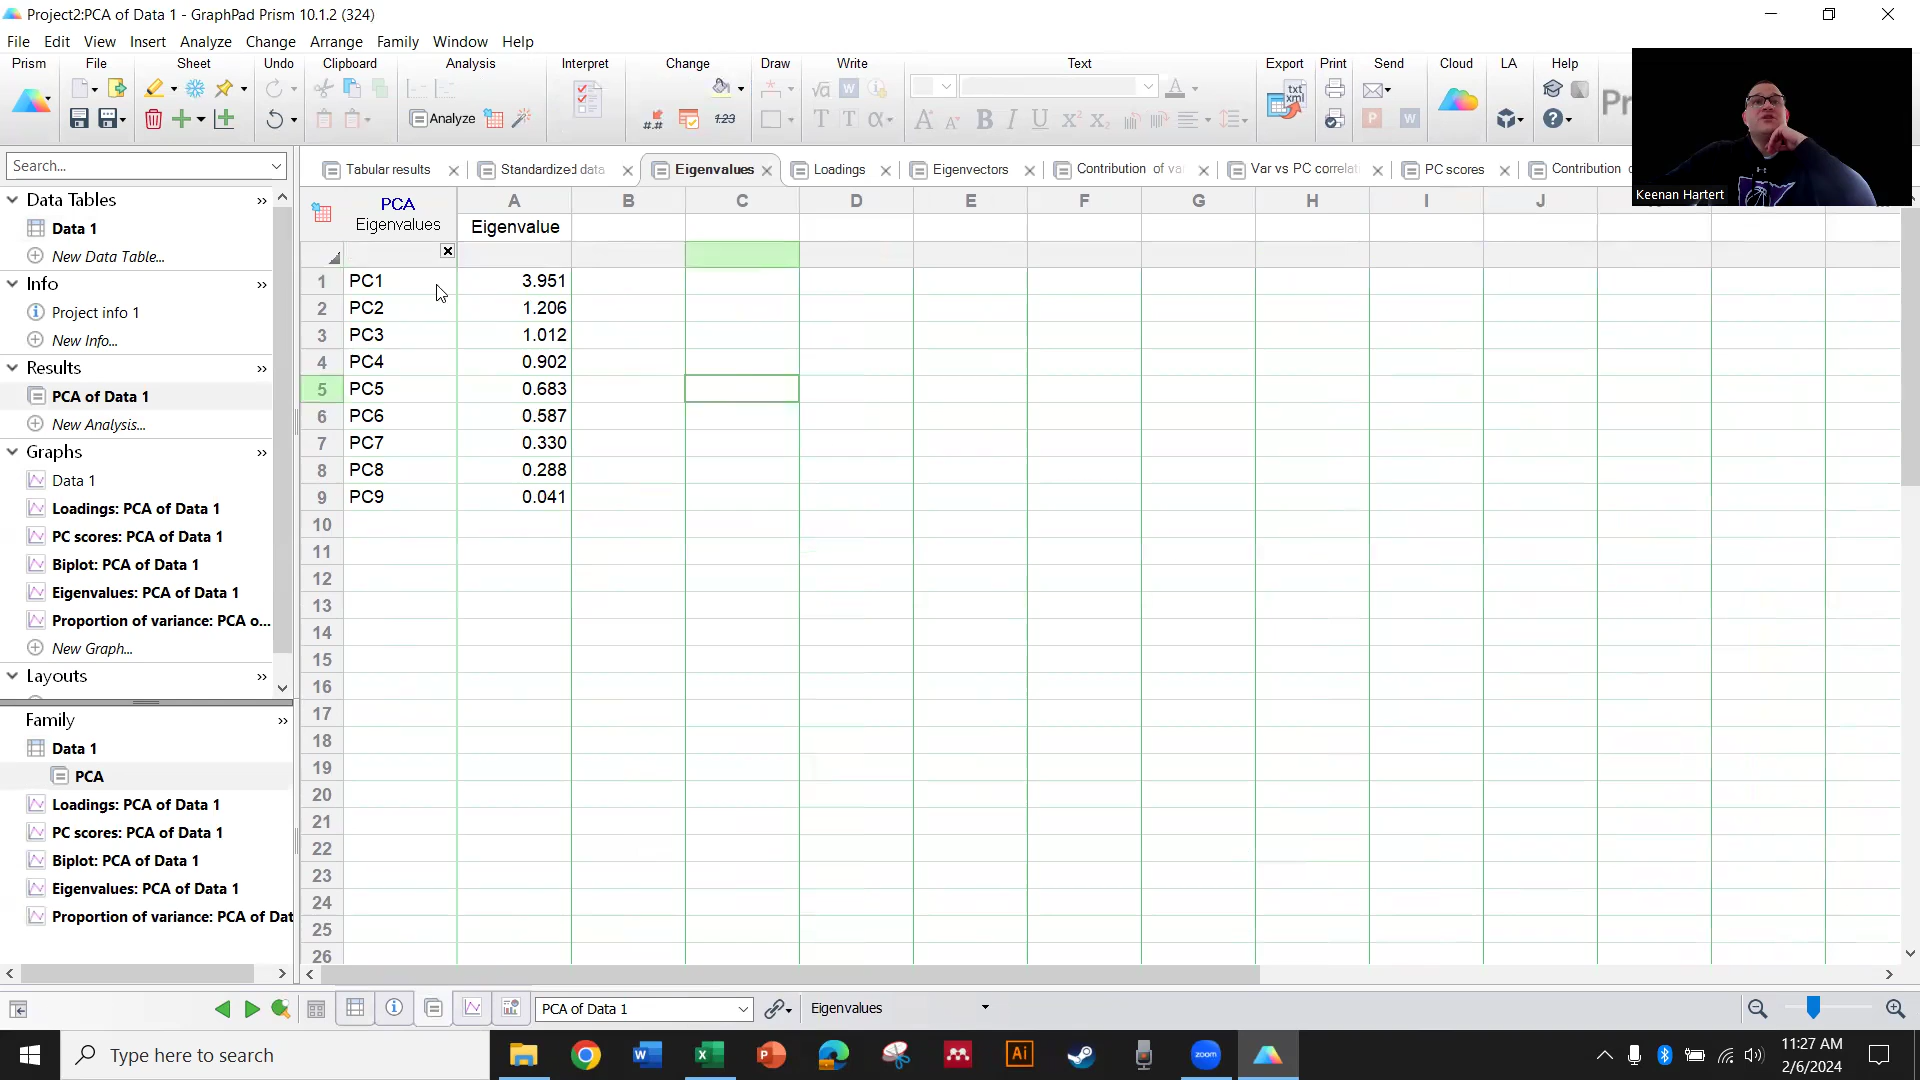 Project2:PCA of Data 1 - GraphPad Prism 10.1.2 (324)
File Edit View Insert Analyze Change Arrange Family Window Help
Prism File Sheet Undo Clipboard Analysis Interpret Change Draw Write Text Export Print Send Cloud LA Help
Analyze
Keenan Hartert
Search...
Tabular results Standardized data Eigenvalues Loadings Eigenvectors Contribution of va Var vs PC correlat PC scores Contribution
Data Tables
Data 1
New Data Table...
Info
Project info 1
New Info...
Results
PCA of Data 1
New Analysis...
Graphs
Data 1
Loadings: PCA of Data 1
PC scores: PCA of Data 1
Biplot: PCA of Data 1
Eigenvalues: PCA of Data 1
Proportion of variance: PCA o...
New Graph...
Layouts
Family
Data 1
PCA
Loadings: PCA of Data 1
PC scores: PCA of Data 1
Biplot: PCA of Data 1
Eigenvalues: PCA of Data 1
Proportion of variance: PCA of Dat
PCA A B C D E F G H I J
Eigenvalues Eigenvalue
1 PC1 3.951
2 PC2 1.206
3 PC3 1.012
4 PC4 0.902
5 PC5 0.683
6 PC6 0.587
7 PC7 0.330
8 PC8 0.288
9 PC9 0.041
10
11
12
13
14
15
16
17
18
19
20
21
22
23
24
25
26
PCA of Data 1 Eigenvalues
Type here to search
11:27 AM
2/6/2024